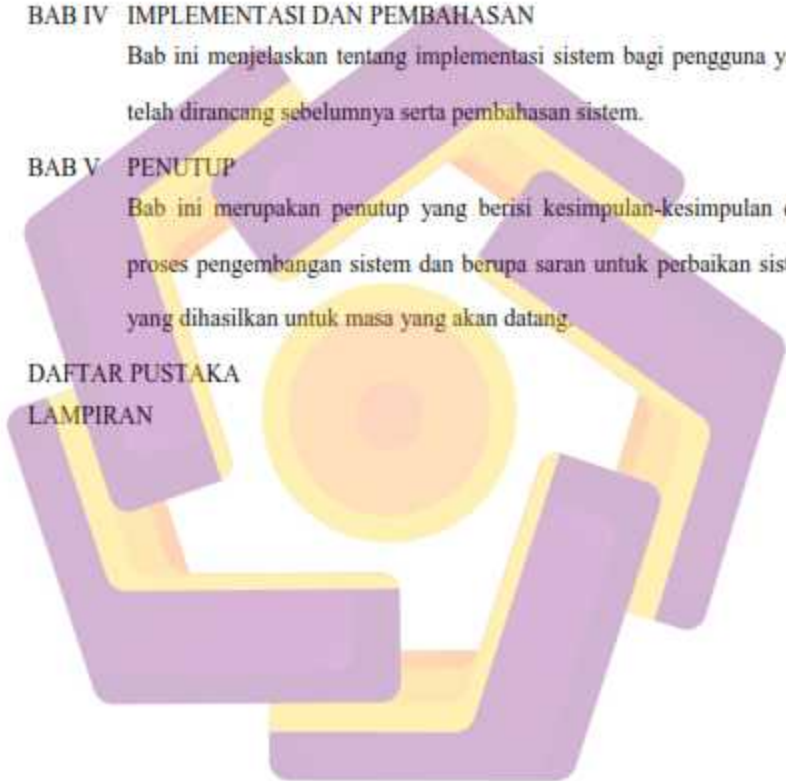 BAB IV IMPLEMENTASI DAN PEMBAHASAN
Bab ini menjelaskan tentang implementasi sistem bagi pengguna y
telah dirancang sebelumnya serta pembahasan sistem.
BAB V PENUTUP
Bab ini merupakan penutup yang berisi kesimpulan-kesimpulan
proses pengembangan sistem dan berupa saran untuk perbaikan sist
yang dihasilkan untuk masa yang akan datang.
DAFTAR PUSTAKA
LAMPIRAN